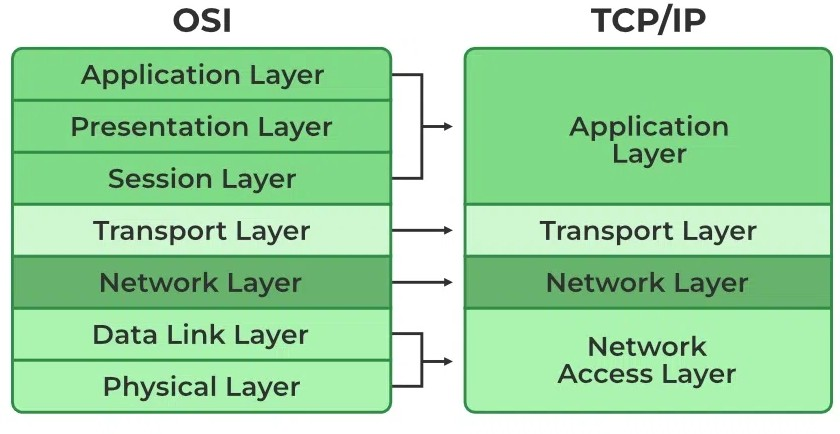 OSI
Application Layer
Presentation Layer
Session Layer
Transport Layer
Network Layer
Data Link Layer
Physical Layer
TCP/IP
Application
Layer
Transport Layer
Network Layer
Network
Access Layer